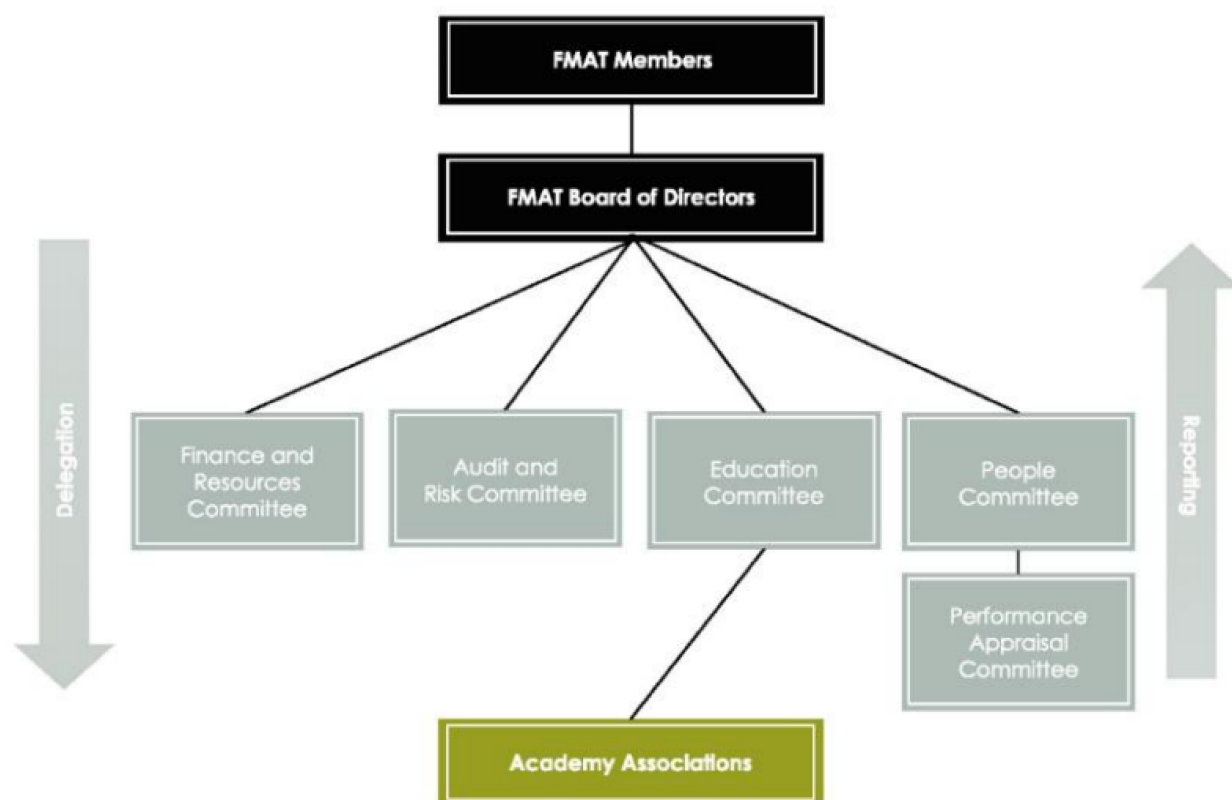 FMAT Members
FMAT Board of Directors
Delegation
Finance and
Resources
Committee
Audit and
Risk Committee
Education
Committee
People
Committee
Reporting
Performance
Appraisal
Committee
Academy Associations